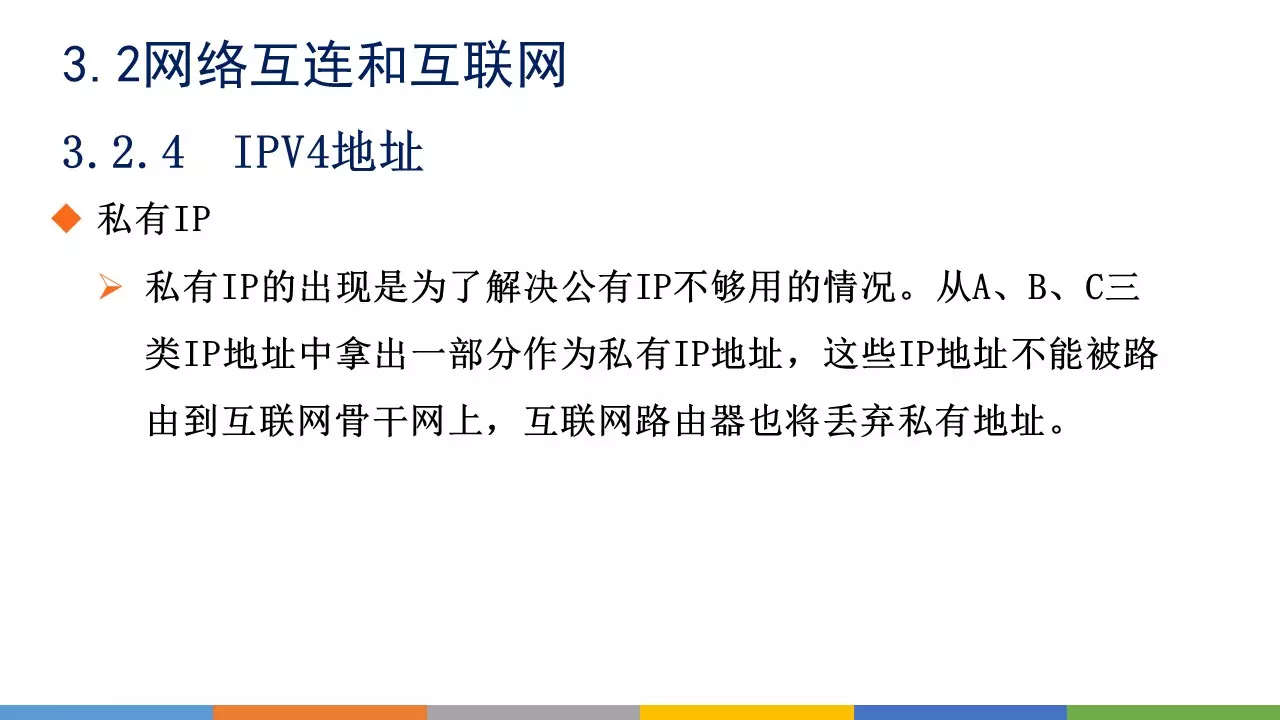 3.2网络互连和互联网
3.2.4 IPV4地址
私有IP
私有IP的出现是为了解决公有IP不够用的情况。从A、B、C三
类IP地址中拿出一部分作为私有IP地址，这些IP地址不能被路
由到互联网骨干网上，互联网路由器也将丢弃私有地址。